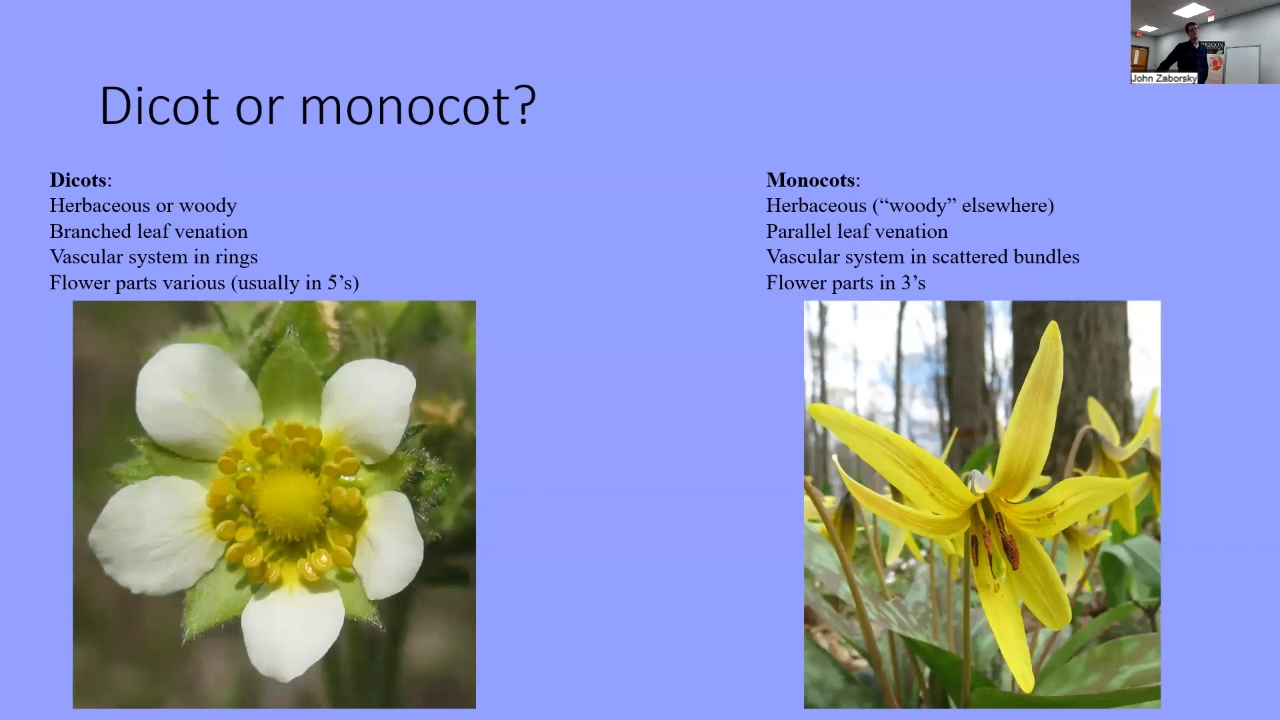 John Zaborsky
Dicot or monocot?
Dicots:
Herbaceous or woody
Branched leaf venation
Vascular system in rings
Flower parts various (usually in 5’s)
Monocots:
Herbaceous (“woody” elsewhere)
Parallel leaf venation
Vascular system in scattered bundles
Flower parts in 3’s